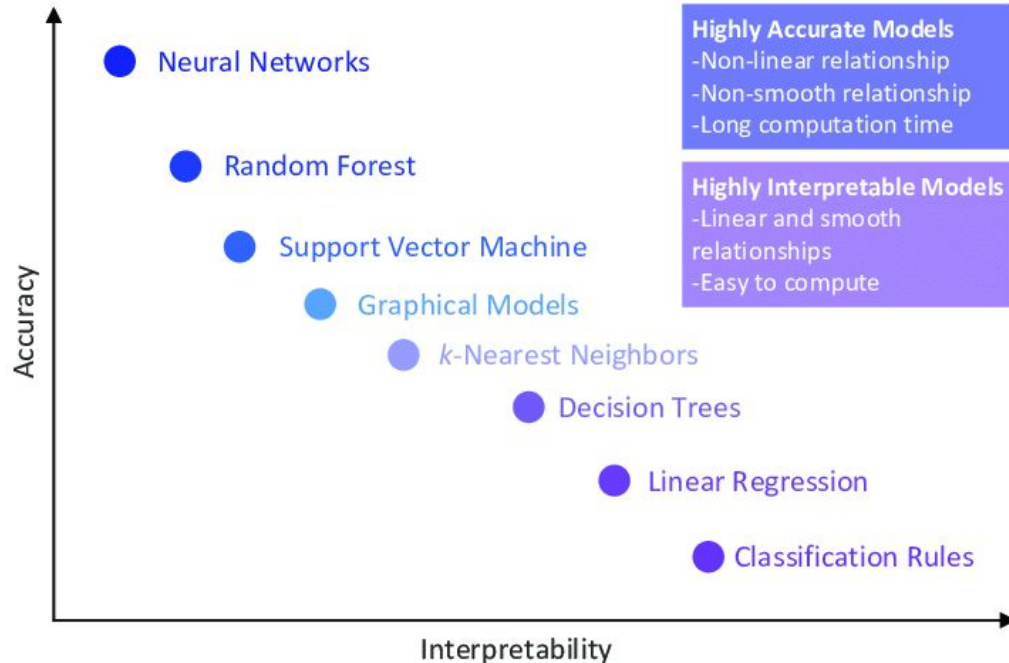 Highly Accurate Models
-Non-linear relationship
-Non-smooth relationship
-Long computation time
Highly Interpretable Models
-Linear and smooth
relationships
-Easy to compute
Neural Networks
Random Forest
Support Vector Machine
Graphical Models
k-Nearest Neighbors
Decision Trees
Linear Regression
Classification Rules
Accuracy
Interpretability